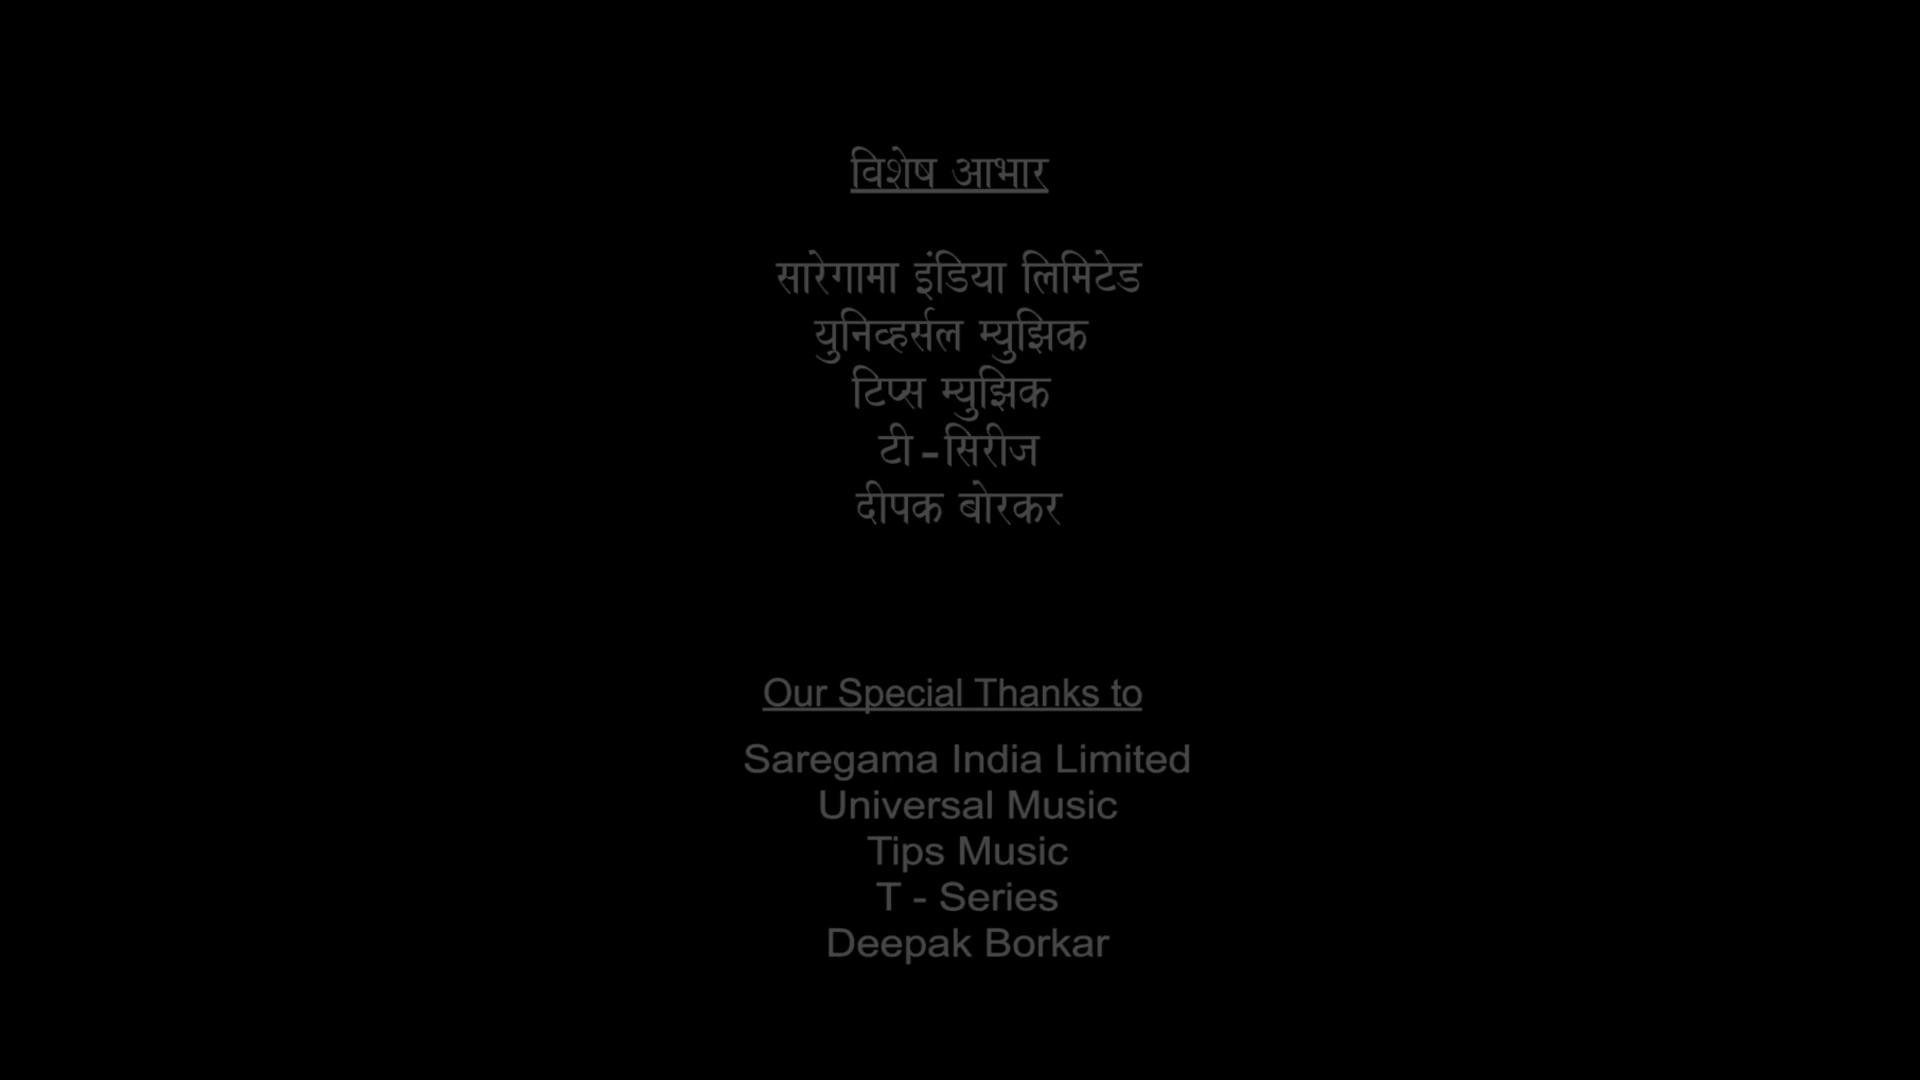 विशेष आभार
सारेगामा इंडिया लिमिटेड
युनिव्हर्सल म्युझिक
टिप्स म्युझिक
टी -सिरीज
दीपक बोरकर
Our Special Thanks to
Saregama India Limited
Universal Music
Tips Music
T - Series
Deepak Borkar